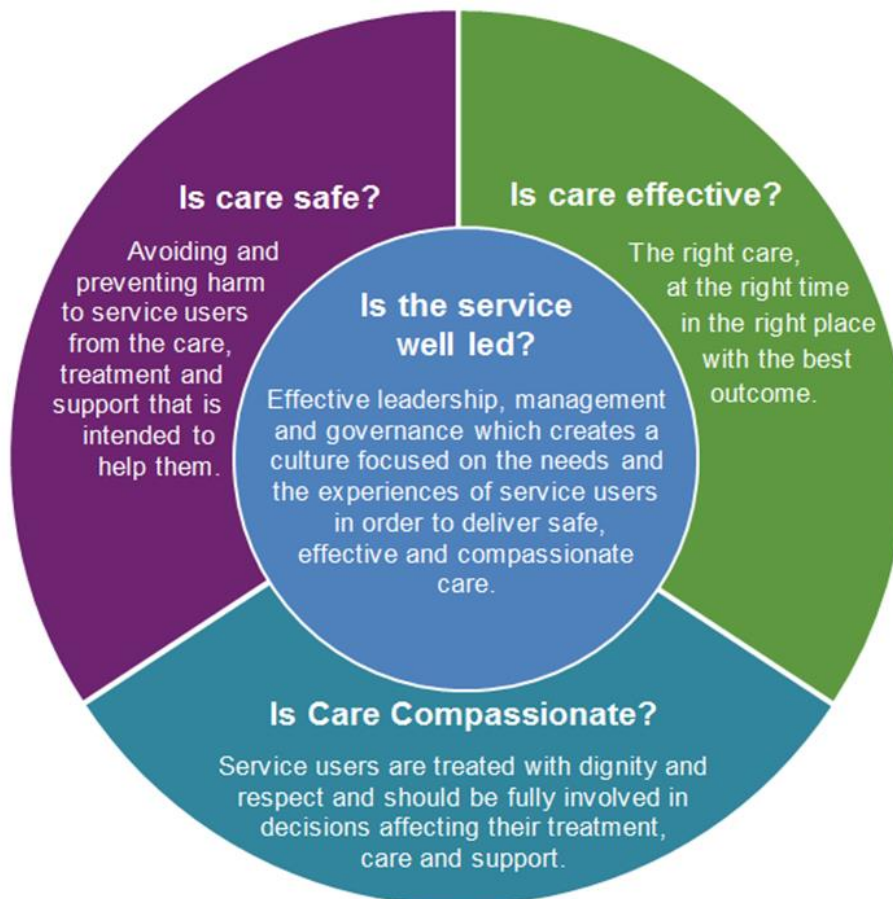 Is care safe?
Avoiding and
preventing harm
to service users
from the care,
treatment and
support that is
intended to
help them.
Is care effective?
The right care,
at the right time
in the right place
with the best
outcome.
Is the service
well led?
Effective leadership, management
and governance which creates a
culture focused on the needs and
the experiences of service users
in order to deliver safe,
effective and compassionate
care.
Is Care Compassionate?
Service users are treated with dignity and
respect and should be fully involved in
decisions affecting their treatment,
care and support.